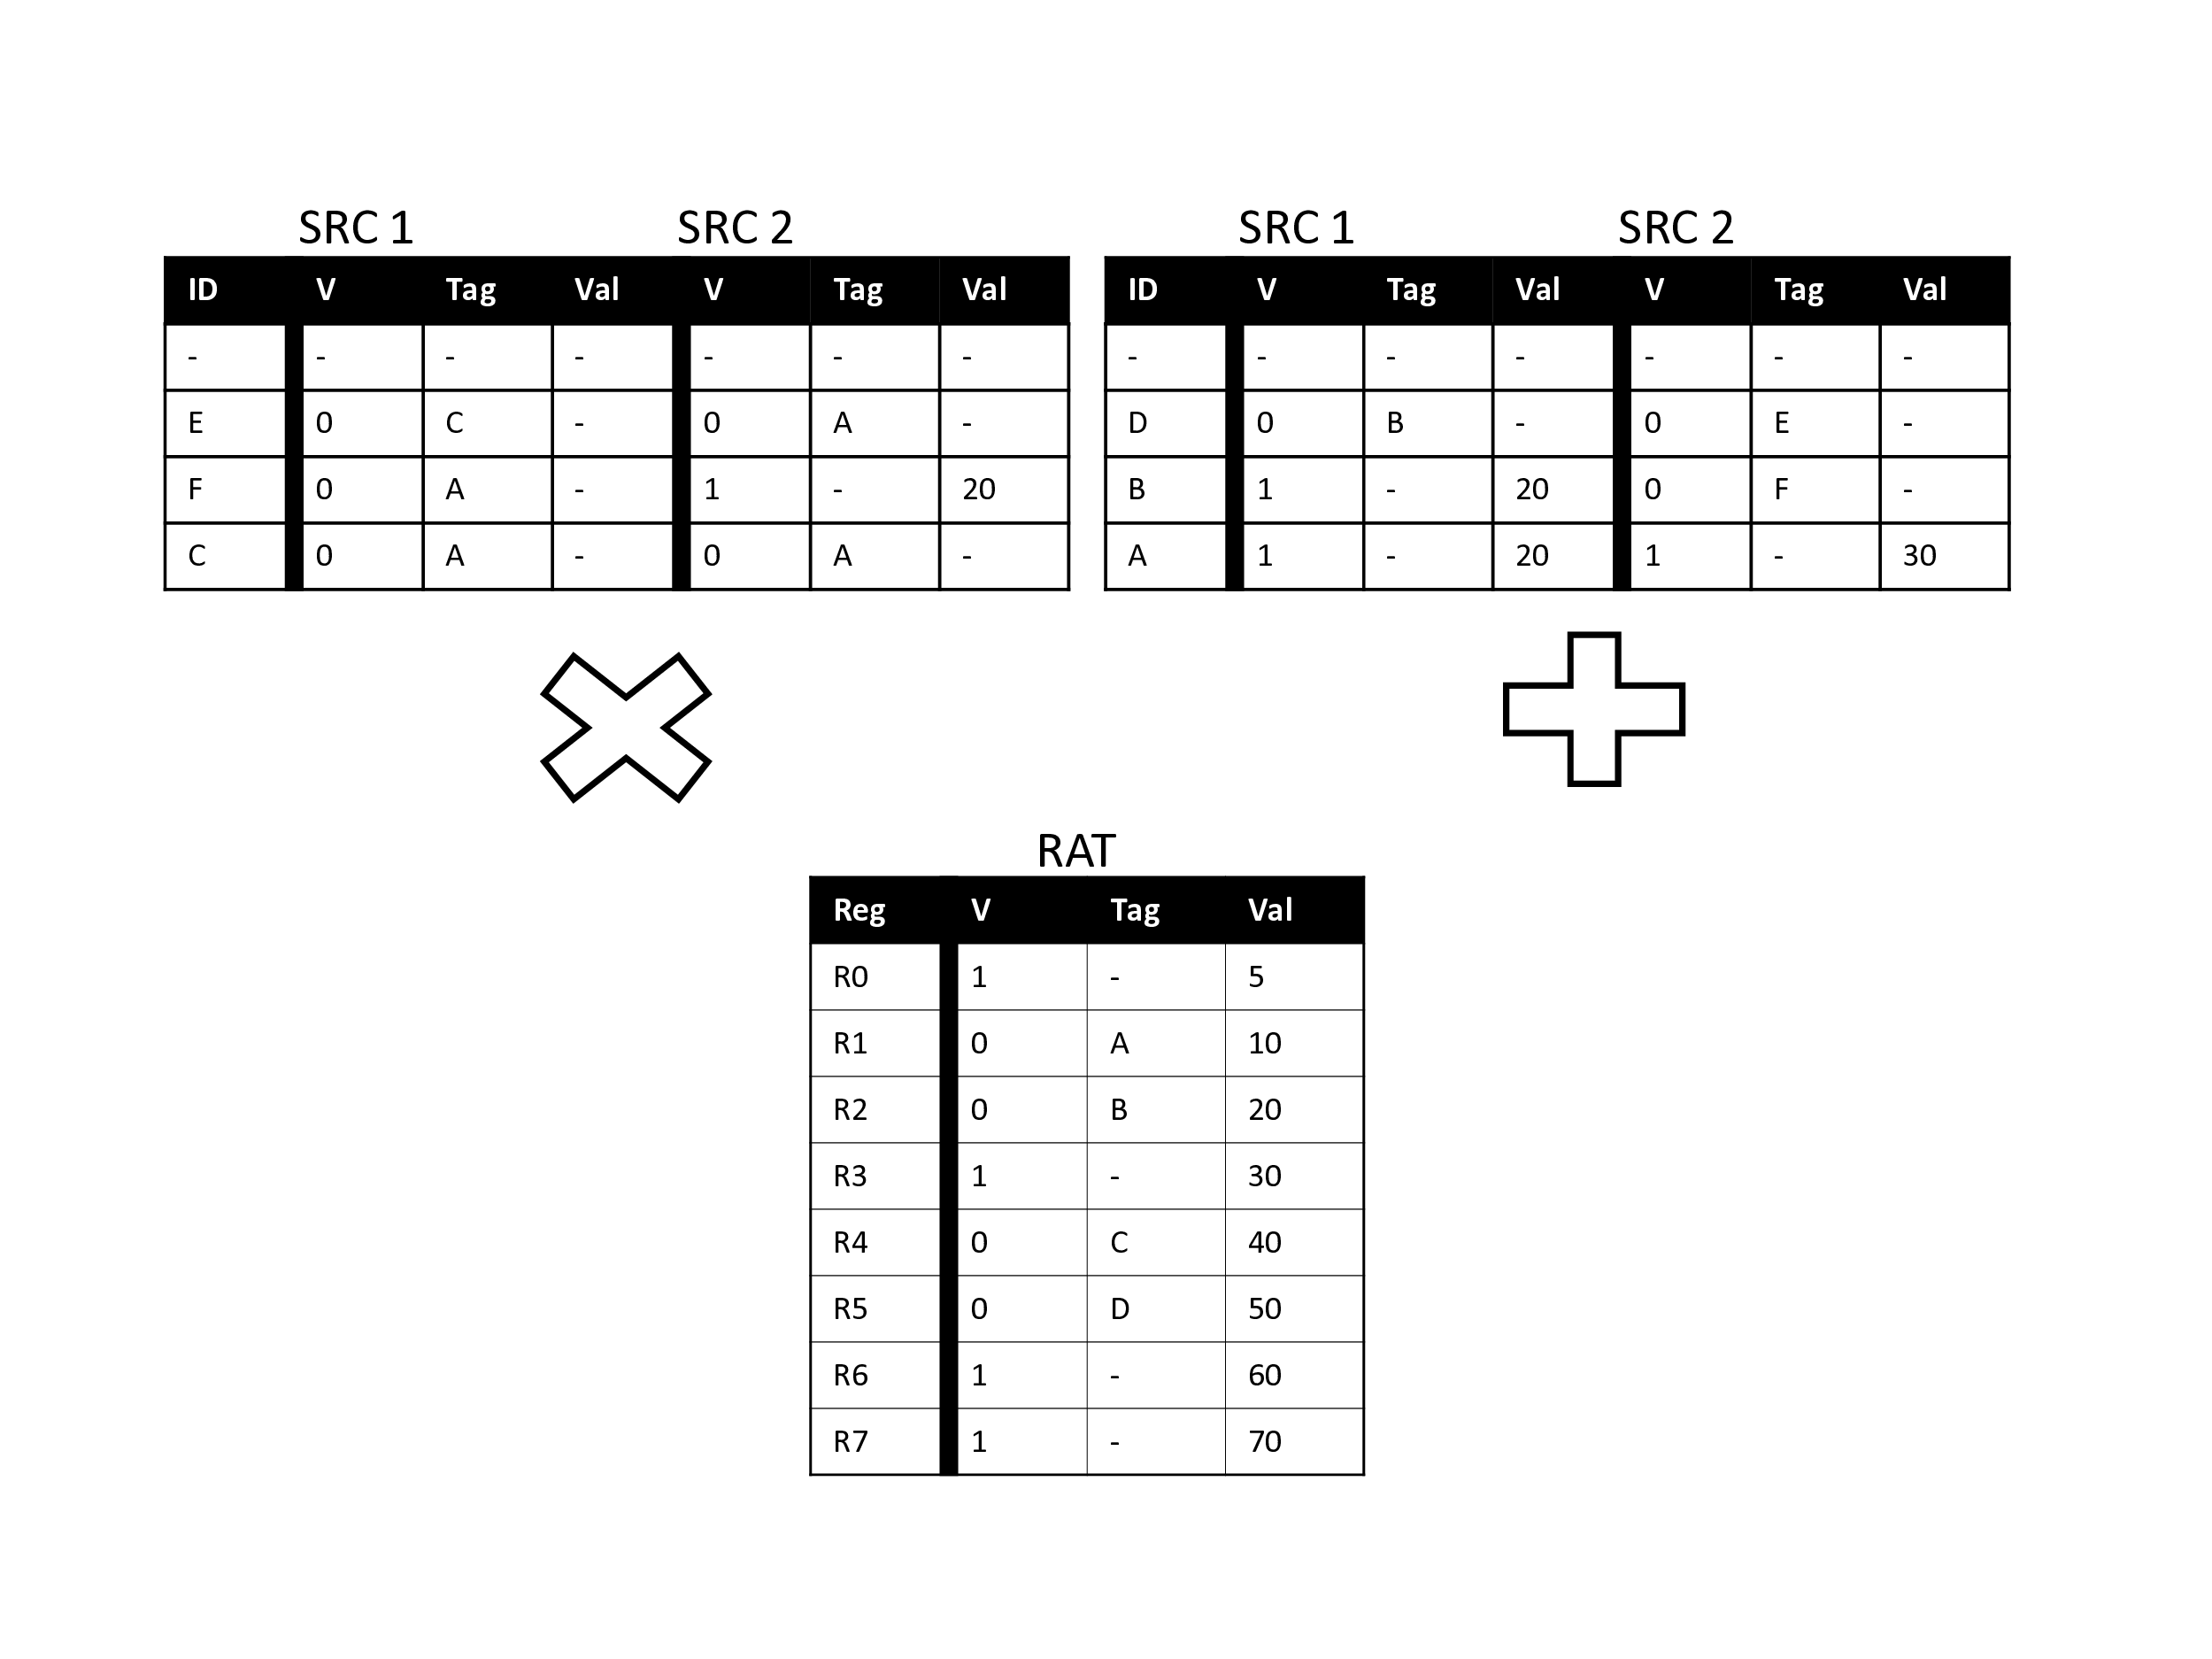 SRC 1 SRC 2
ID V Tag Val V Tag Val
- - - - - - -
E 0 C - 0 A -
F 0 A - 1 - 20
C 0 A - 0 A -
SRC 1 SRC 2
ID V Tag Val V Tag Val
- - - - - - -
D 0 B - 0 E -
B 1 - 20 0 F -
A 1 - 20 1 - 30
RAT
Reg V Tag Val
R0 1 - 5
R1 0 A 10
R2 0 B 20
R3 1 - 30
R4 0 C 40
R5 0 D 50
R6 1 - 60
R7 1 - 70